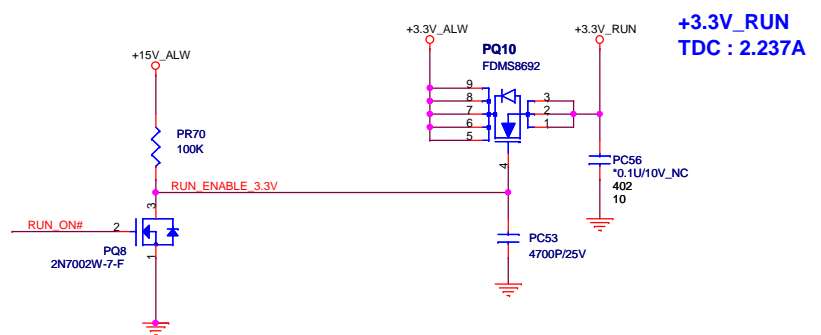 +3.3V_RUN
TDC : 2.237A
+3.3V_ALW
+3.3V_RUN
PQ10
FDMS8692
+15V_ALW
9
8
7
6
5
3
2
1
4
PR70
100K
PC56
*0.1U/10V_NC
402
10
RUN_ENABLE_3.3V
RUN_ON#
2
3
1
PQ8
2N7002W-7-F
PC53
4700P/25V